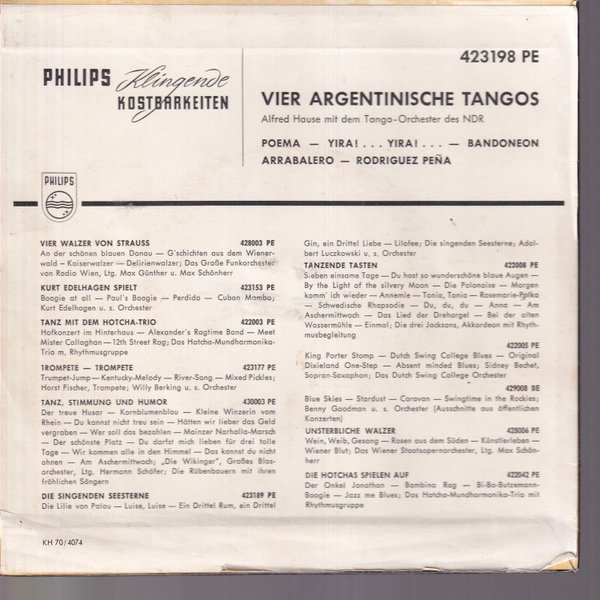 423198 PE
PHILIPS Klingende
KOSTBARKEITEN
VIER ARGENTINISCHE TANGOS
Alfred Hause mit dem Tango-Orchester des NDR
POEMA — YIRA! . . . YIRA! . . . — BANDONEON
ARRABALERO — RODRIGUEZ PEÑA
PHILIPS
VIER WALZER VON STRAUSS 428003 PE
An der schönen blauen Donau — G'schichten aus dem Wiener-
wald — Kaiserwalzer — Delirienwalzer; Das Große Funkorchester
von Radio Wien, Ltg. Max Günther u. Max Schönherr
KURT EDELHAGEN SPIELT 423153 PE
Boogie at all — Paul's Boogie — Perdido — Cuban Mambo;
Kurt Edelhagen u. s. Orchester
TANZ MIT DEM HOTCHA-TRIO 422003 PE
Hofkonzert im Hinterhaus — Alexander's Ragtime Band — Meet
Mister Callaghan — 12th Street Rag; Das Hotcha-Mundharmonika-
Trio m. Rhythmusgruppe
TROMPETE — TROMPETE 423177 PE
Trumpet-Jump — Kentucky-Melody — River-Song — Mixed Pickles;
Horst Fischer, Trompete; Willy Berking u. s. Orchester
TANZ, STIMMUNG UND HUMOR 430003 PE
Der treue Husar — Kornblumenblau — Kleine Winzerin vom
Rhein — Du kannst nicht treu sein — Hätten wir lieber das Geld
vergraben — Wer soll das bezahlen — Mainzer Narhalla-Marsch
— Der schönste Platz — Du darfst mich lieben für drei tolle
Tage — Wir kommen alle in den Himmel — Das kannst du nicht
ahnen — Am Aschermittwoch; „Die Wikinger", Großes Blas-
orchester, Ltg. Hermann Schäfer; Die Rübenbauern mit ihren
fröhlichen Sängern
DIE SINGENDEN SEESTERNE 423189 PE
Die Lilie von Palau — Luise, Luise — Ein Drittel Rum, ein Drittel
Gin, ein Drittel Liebe — Lilofee; Die singenden Seesterne; Adal-
bert Luczkowski u. s. Orchester
TANZENDE TASTEN 422008 PE
Sieben einsame Tage — Du hast so wunderschöne blaue Augen —
By the Light of the silvery Moon — Die Polonaise — Morgen
komm' ich wieder — Annemie — Tonia, Tania — Rosemarie-Polka
— Schwedische Rhapsodie — Du, du, du — Anna — Am
Aschermittwoch — Das Lied der Drehorgel — Bei der alten
Wassermühle — Einmal; Die drei Jacksons, Akkordeon mit Rhyth-
musbegleitung
422005 PE
King Porter Stomp — Dutch Swing College Blues — Original
Dixieland One-Step — Absent minded Blues; Sidney Bechet,
Sopran-Saxophon; Das Dutch Swing College Orchester
429008 BE
Blue Skies — Stardust — Caravan — Swingtime in the Rockies;
Benny Goodman u. s. Orchester (Ausschnitte aus öffentlichen
Konzerten)
UNSTERBLICHE WALZER 428006 PE
Wein, Weib, Gesang — Rosen aus dem Süden — Künstlerleben —
Wiener Blut; Das Wiener Staatsopernorchester, Ltg. Max Schön-
herr
DIE HOTCHAS SPIELEN AUF 422042 PE
Der Onkel Jonathan — Bambino Rag — Bi-Ba-Butzemann-
Boogie — Jazz me Blues; Das Hotcha-Mundharmonika-Trio mit
Rhythmusgruppe
KH 70/4074